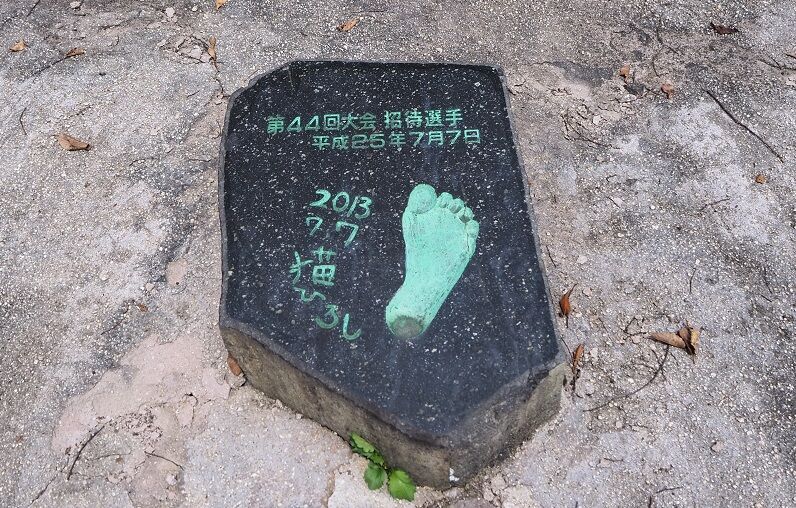 第44回大会 招待選手
平成25年7月7日
2013
7.7
猫
ひろし